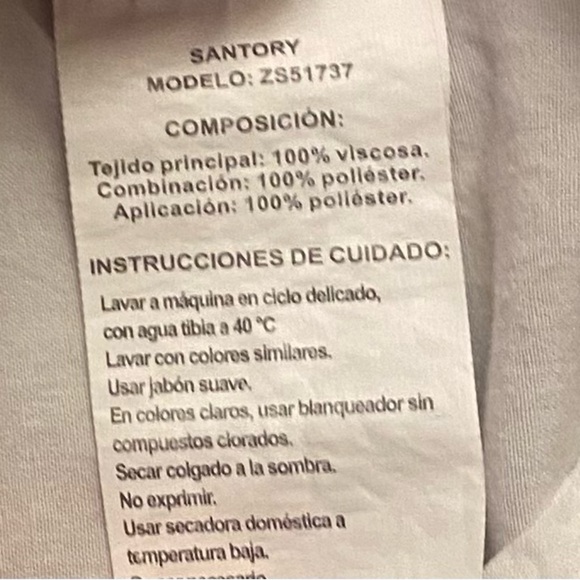 SANTORY
MODELO: ZS51737
COMPOSICIÓN:
Tejido principal: 100% viscosa.
Combinación: 100% poliéster.
Aplicación: 100% poliéster.
INSTRUCCIONES DE CUIDADO:
Lavar a máquina en ciclo delicado,
con agua tibia a 40 °C
Lavar con colores similares.
Usar jabón suave.
En colores claros, usar blanqueador sin
compuestos clorados.
Secar colgado a la sombra.
No exprimir.
Usar secadora doméstica a
temperatura baja.